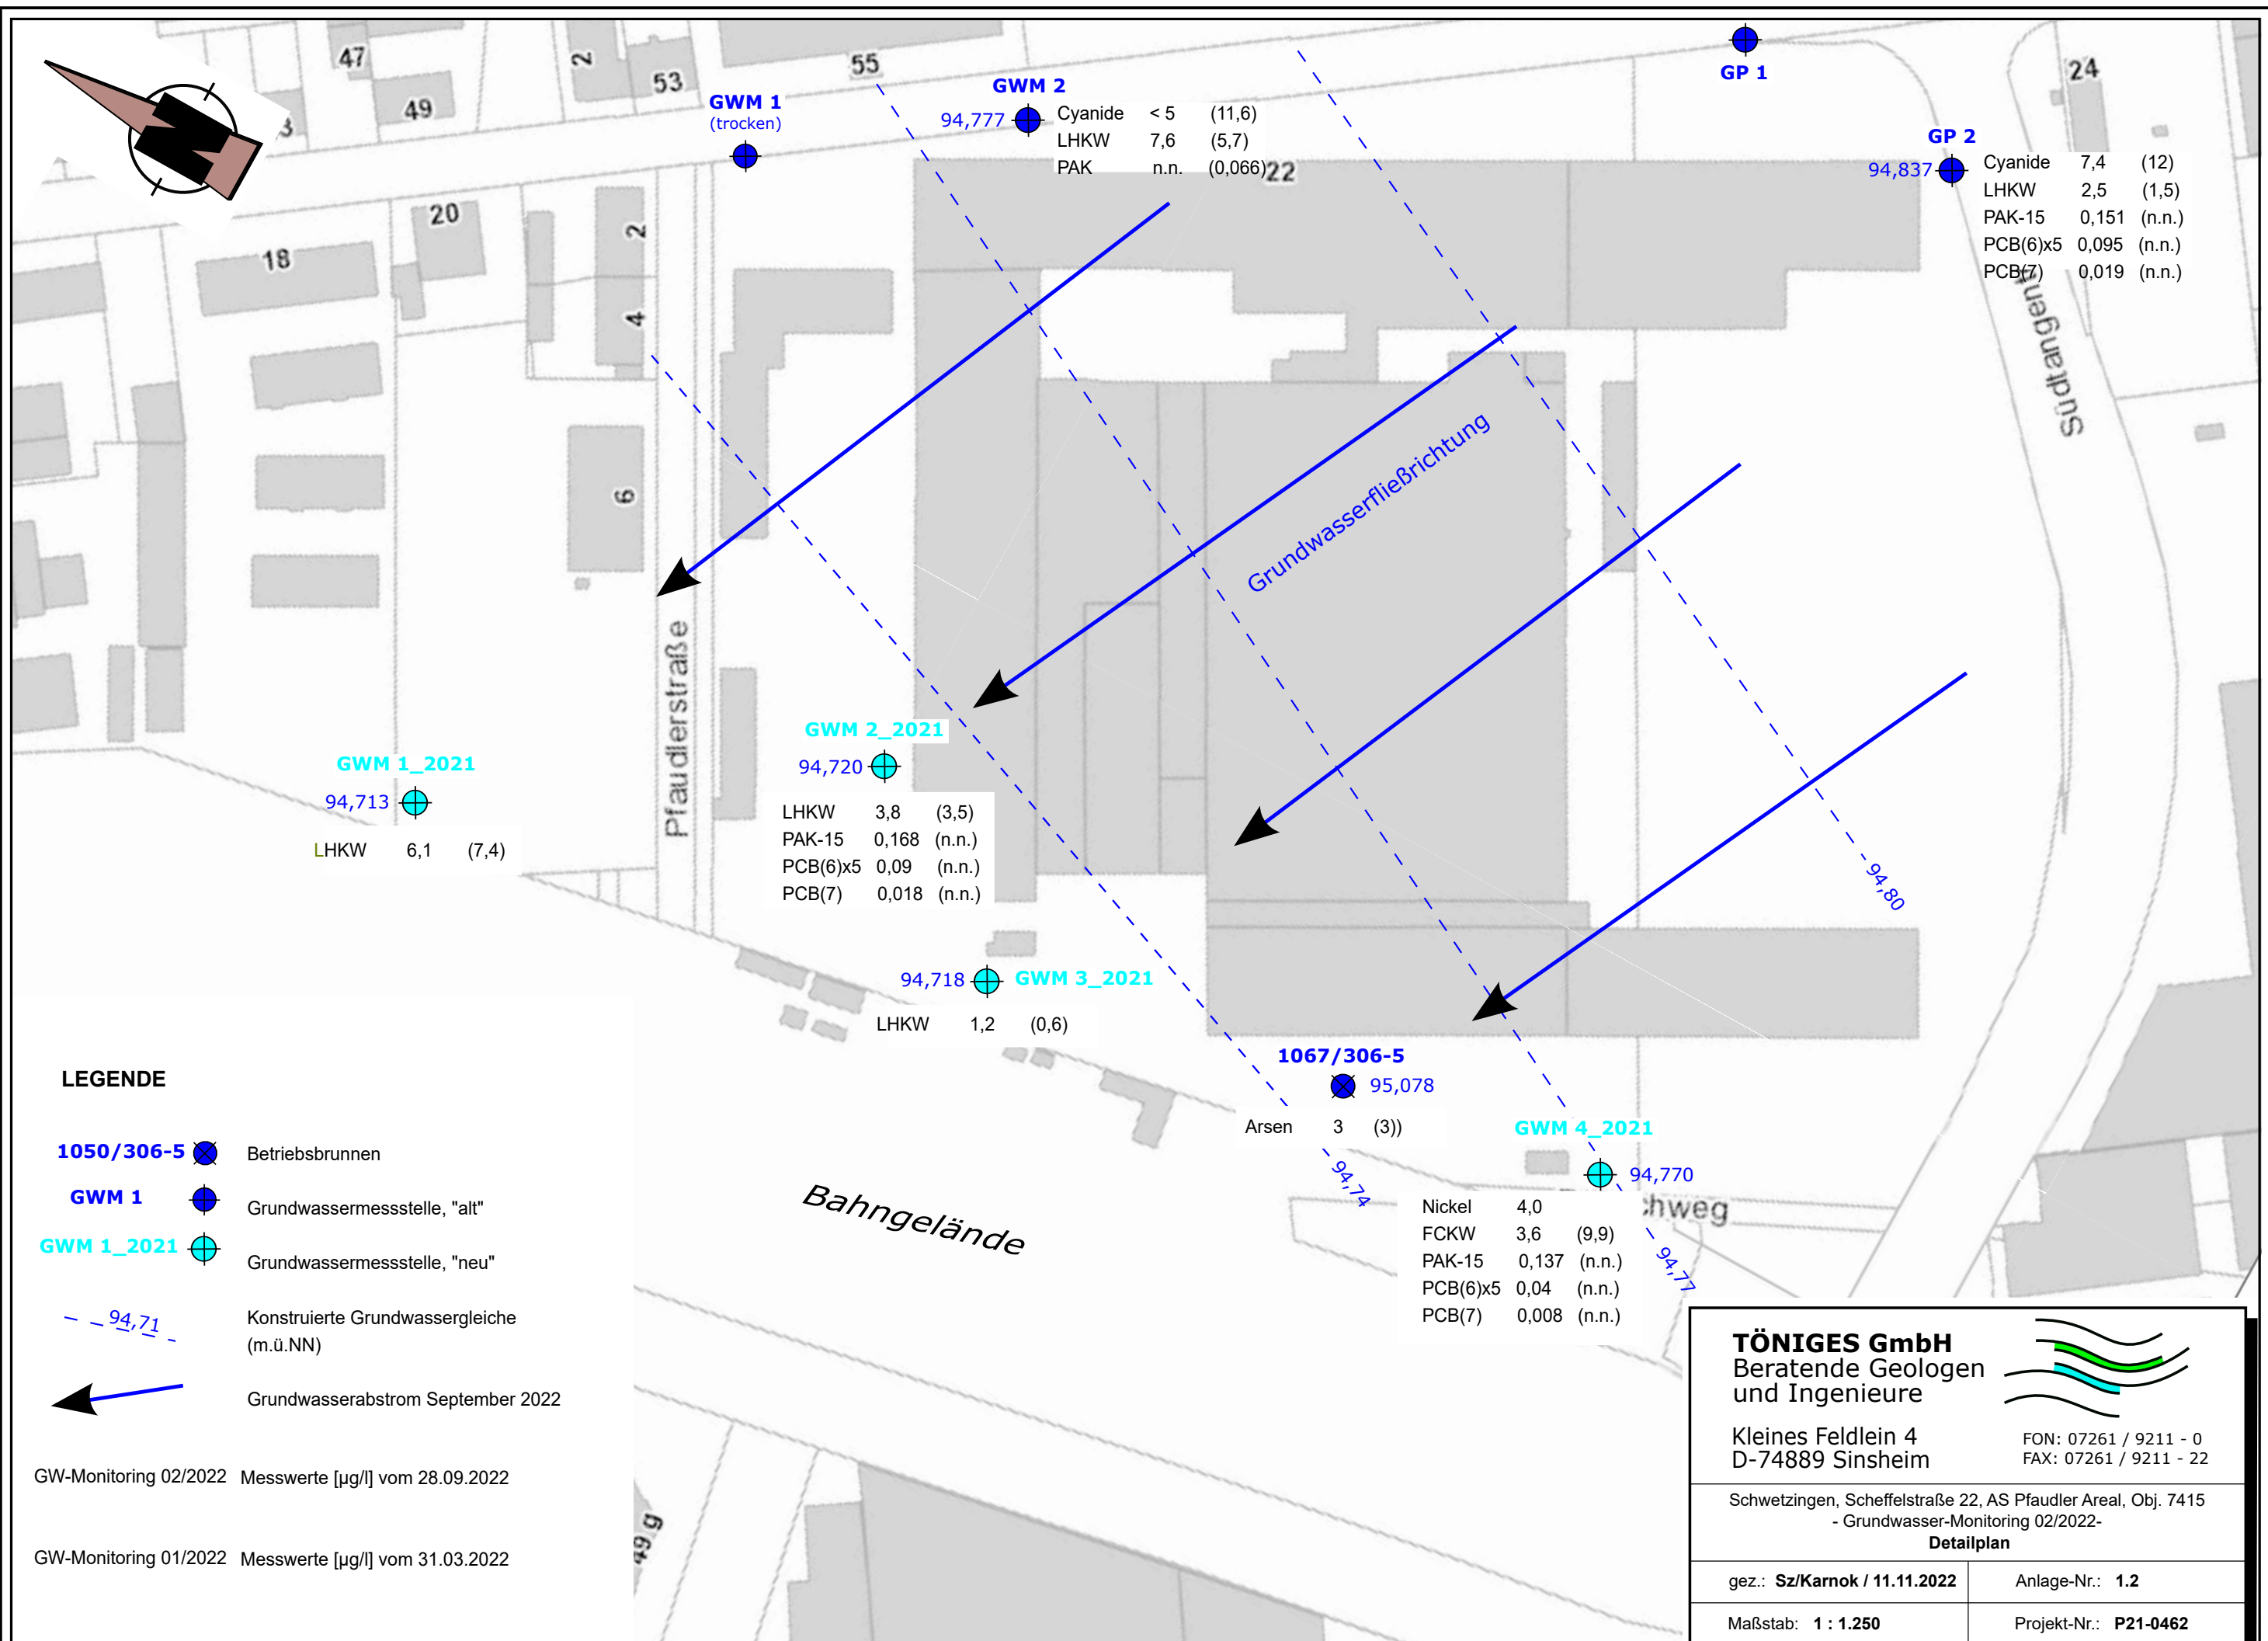 47
2
53
55
49
3
GWM 1
(trocken)
GWM 2
94,777
Cyanide < 5 (11,6)
LHKW 7,6 (5,7)
PAK n.n. (0,066)
22
GP 1
24
GP 2
94,837
Cyanide 7,4 (12)
LHKW 2,5 (1,5)
PAK-15 0,151 (n.n.)
PCB(6)x5 0,095 (n.n.)
PCB(7) 0,019 (n.n.)
Südtangente
18
20
2
4
6
Grundwasserfließrichtung
Pfaudlerstraße
GWM 1_2021
94,713
LHKW 6,1 (7,4)
GWM 2_2021
94,720
LHKW 3,8 (3,5)
PAK-15 0,168 (n.n.)
PCB(6)x5 0,09 (n.n.)
PCB(7) 0,018 (n.n.)
94,80
94,718
GWM 3_2021
LHKW 1,2 (0,6)
1067/306-5
95,078
Arsen 3 (3))
94,74
GWM 4_2021
94,770
hweg
Nickel 4,0
FCKW 3,6 (9,9)
PAK-15 0,137 (n.n.)
PCB(6)x5 0,04 (n.n.)
PCB(7) 0,008 (n.n.)
94,77
Bahngelände
49 g
LEGENDE
1050/306-5 Betriebsbrunnen
GWM 1 Grundwassermessstelle, "alt"
GWM 1_2021 Grundwassermessstelle, "neu"
94,71 Konstruierte Grundwassergleiche
(m.ü.NN)
Grundwasserabstrom September 2022
GW-Monitoring 02/2022 Messwerte [µg/l] vom 28.09.2022
GW-Monitoring 01/2022 Messwerte [µg/l] vom 31.03.2022
TÖNIGES GmbH
Beratende Geologen
und Ingenieure
Kleines Feldlein 4
D-74889 Sinsheim
FON: 07261 / 9211 - 0
FAX: 07261 / 9211 - 22
Schwetzingen, Scheffelstraße 22, AS Pfaudler Areal, Obj. 7415
- Grundwasser-Monitoring 02/2022-
Detailplan
gez.: Sz/Karnok / 11.11.2022
Anlage-Nr.: 1.2
Maßstab: 1 : 1.250
Projekt-Nr.: P21-0462